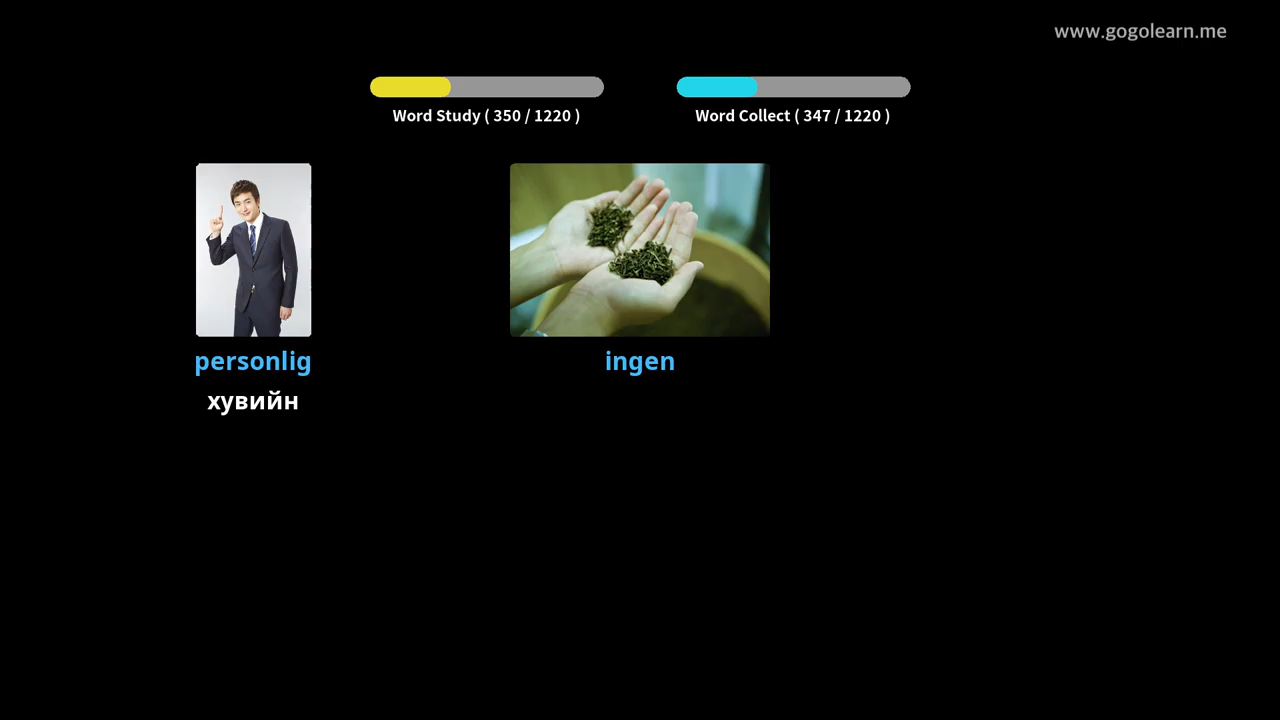 www.gogolearn.me
Word Study ( 350 / 1220 )
Word Collect ( 347 / 1220 )
personlig
хувийн
ingen